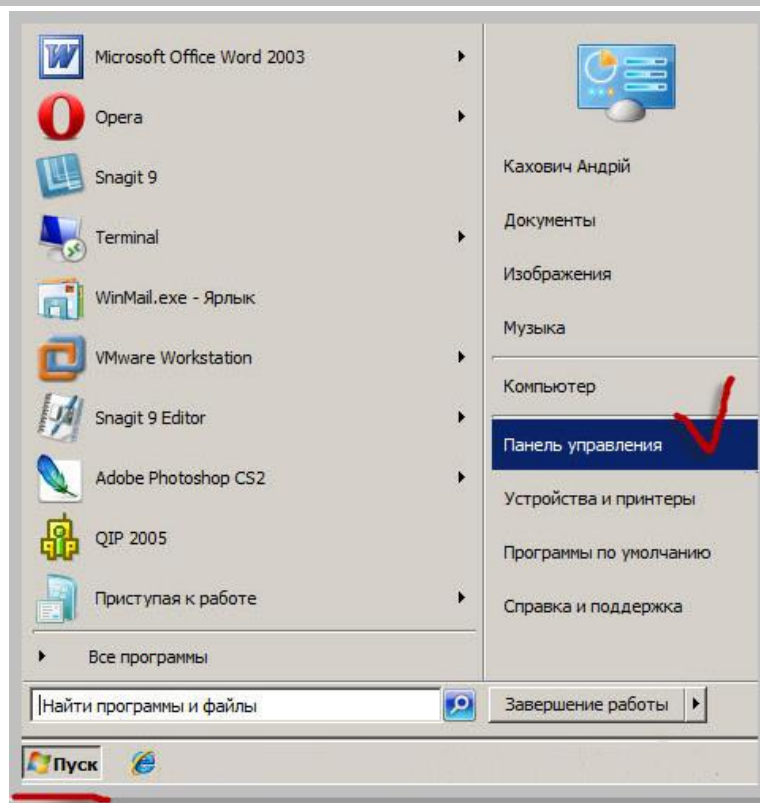 Microsoft Office Word 2003
Opera
Snagit 9
Terminal
WinMail.exe - Ярлык
VMware Workstation
Snagit 9 Editor
Adobe Photoshop CS2
QIP 2005
Приступая к работе
Все программы
Найти программы и файлы
Пуск
Кахович Андрій
Документы
Изображения
Музыка
Компьютер
Панель управления
Устройства и принтеры
Программы по умолчанию
Справка и поддержка
Завершение работы